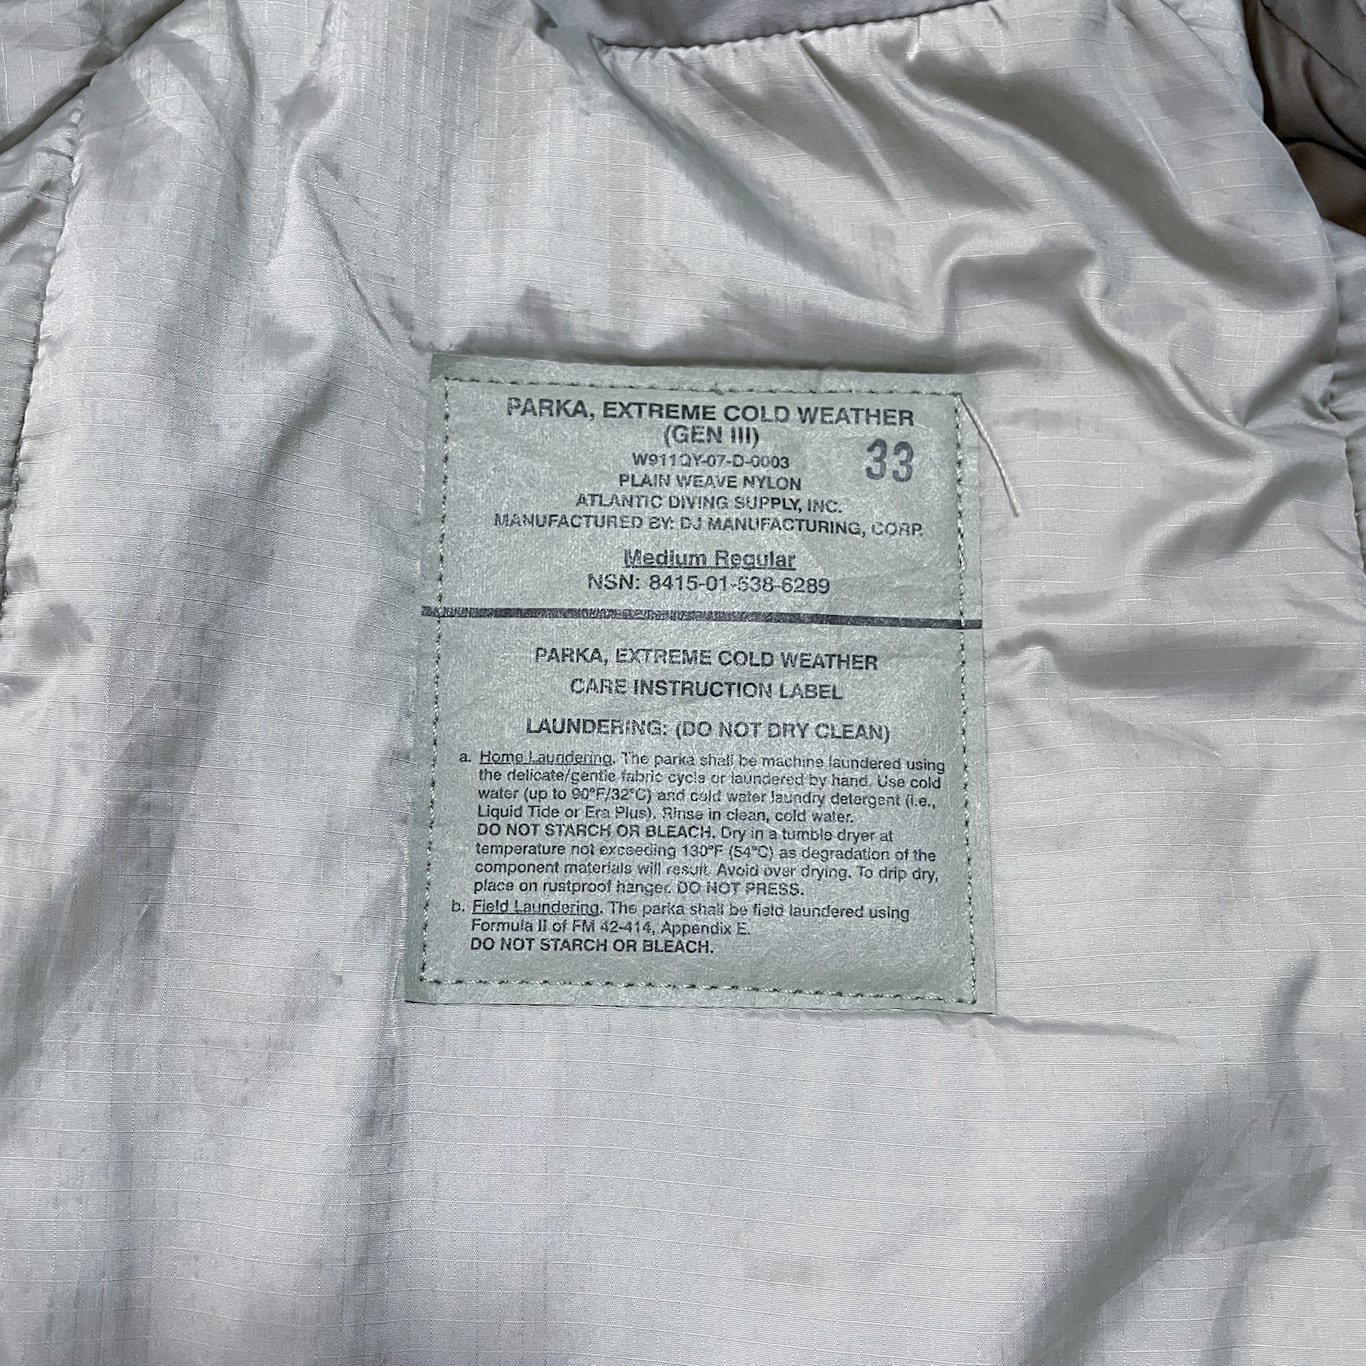 PARKA, EXTREME COLD WEATHER
(GEN III)
33
W911QY-07-D-0003
PLAIN WEAVE NYLON
ATLANTIC DIVING SUPPLY, INC.
MANUFACTURED BY: DJ MANUFACTURING, CORP.
Medium Regular
NSN: 8415-01-538-6289
PARKA, EXTREME COLD WEATHER
CARE INSTRUCTION LABEL
LAUNDERING: (DO NOT DRY CLEAN)
a. Home Laundering. The parka shall be machine laundered using
the delicate/gentle fabric cycle or laundered by hand. Use cold
water (up to 90°F/32°C) and cold water laundry detergent (i.e.,
Liquid Tide or Era Plus). Rinse in clean, cold water.
DO NOT STARCH OR BLEACH. Dry in a tumble dryer at
temperature not exceeding 130°F (54°C) as degradation of the
component materials will result. Avoid over drying. To drip dry,
place on rustproof hanger. DO NOT PRESS.
b. Field Laundering. The parka shall be field laundered using
Formula II of FM 42-414, Appendix E.
DO NOT STARCH OR BLEACH.